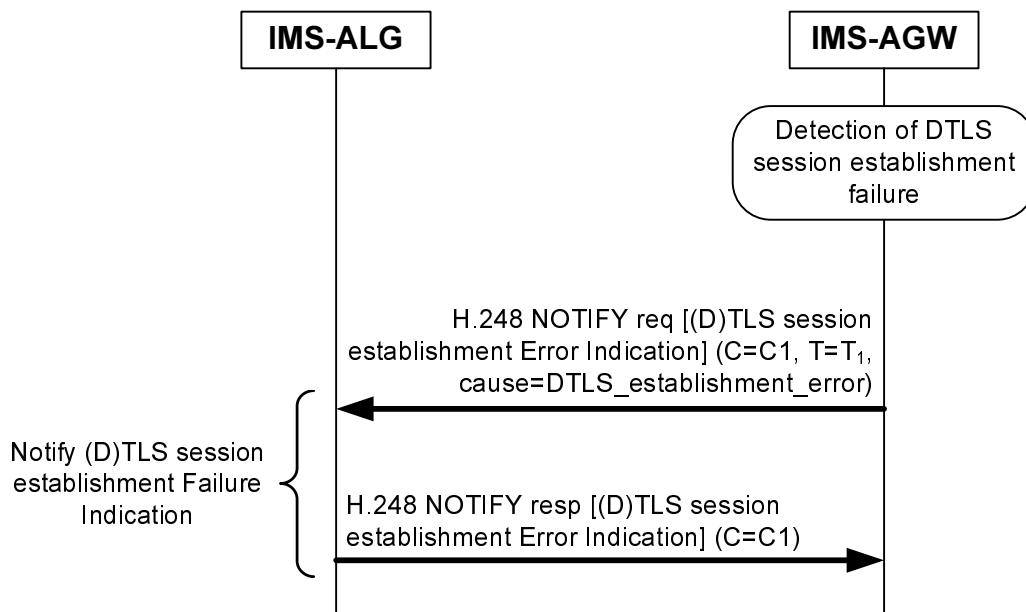 IMS-ALG
IMS-AGW
Detection of DTLS
session establishment
failure
H.248 NOTIFY req [(D)TLS session
establishment Error Indication] (C=C1, T=T₁,
cause=DTLS_establishment_error)
Notify (D)TLS session
establishment Failure
Indication
H.248 NOTIFY resp [(D)TLS session
establishment Error Indication] (C=C1)